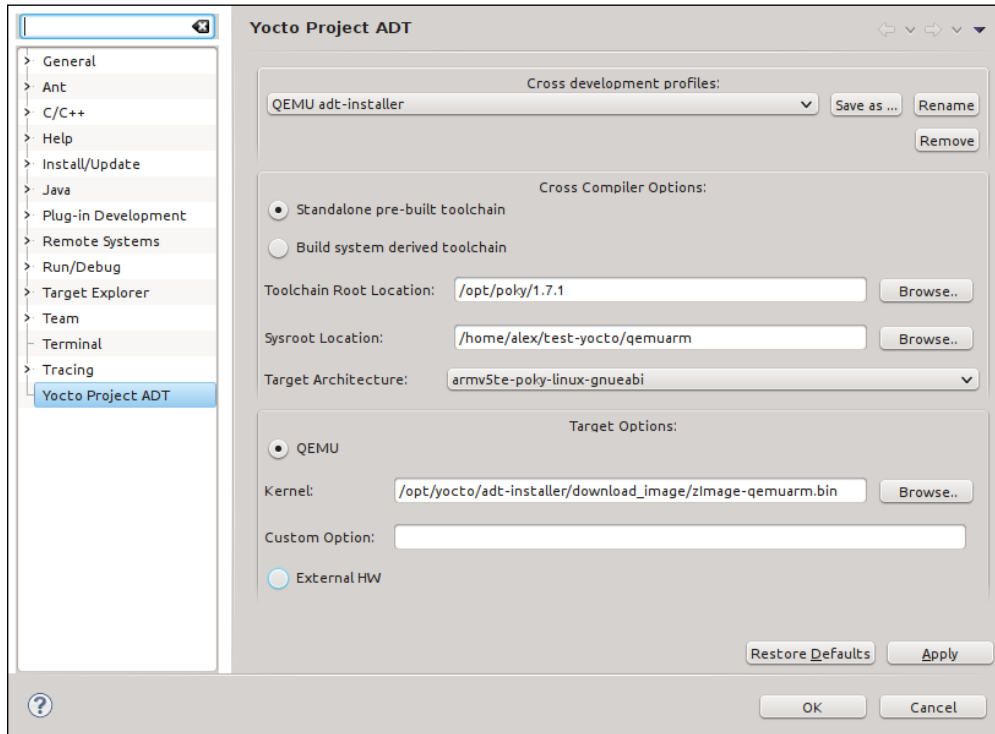 General
Ant
C/C++
Help
Install/Update
Java
Plug-in Development
Remote Systems
Run/Debug
Target Explorer
Team
Terminal
Tracing
Yocto Project ADT
Yocto Project ADT
Cross development profiles:
QEMU adt-installer
Save as ...
Rename
Remove
Cross Compiler Options:
Standalone pre-built toolchain
Build system derived toolchain
Toolchain Root Location: /opt/poky/1.7.1 Browse..
Sysroot Location: /home/alex/test-yocto/qemuarm Browse..
Target Architecture: armv5te-poky-linux-gnueabi
Target Options:
QEMU
Kernel: /opt/yocto/adt-installer/download_image/zImage-qemuarm.bin Browse..
Custom Option:
External HW
Restore Defaults Apply
? OK Cancel